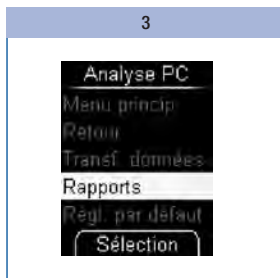 3
Analyse PC
Menu princip
Retour
Transf. données
Rapports
Régl. par défaut
Sélection